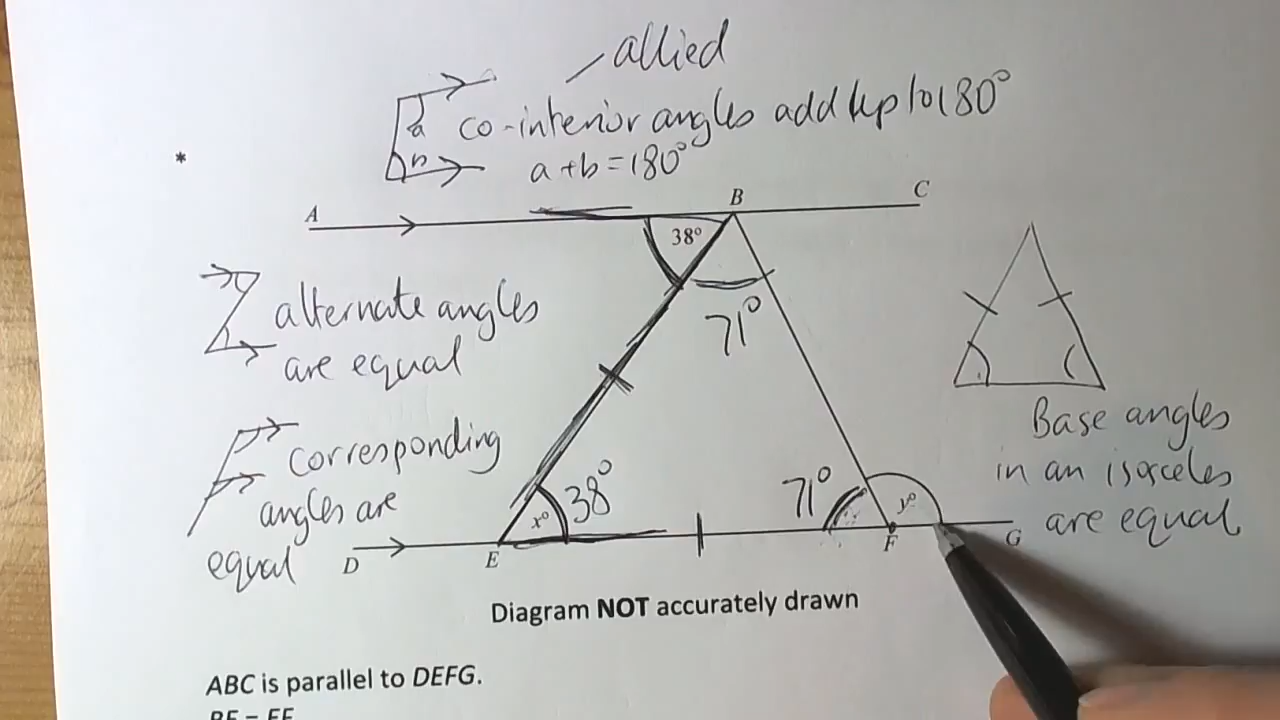 allied
co-interior angles add up to 180°
a
b
a + b = 180°
*
A
B
C
38°
alternate angles
are equal
71°
Base angles
in an isosceles
are equal
corresponding
angles are
equal
x°
38°
71°
y°
D
E
F
G
Diagram NOT accurately drawn
ABC is parallel to DEFG.